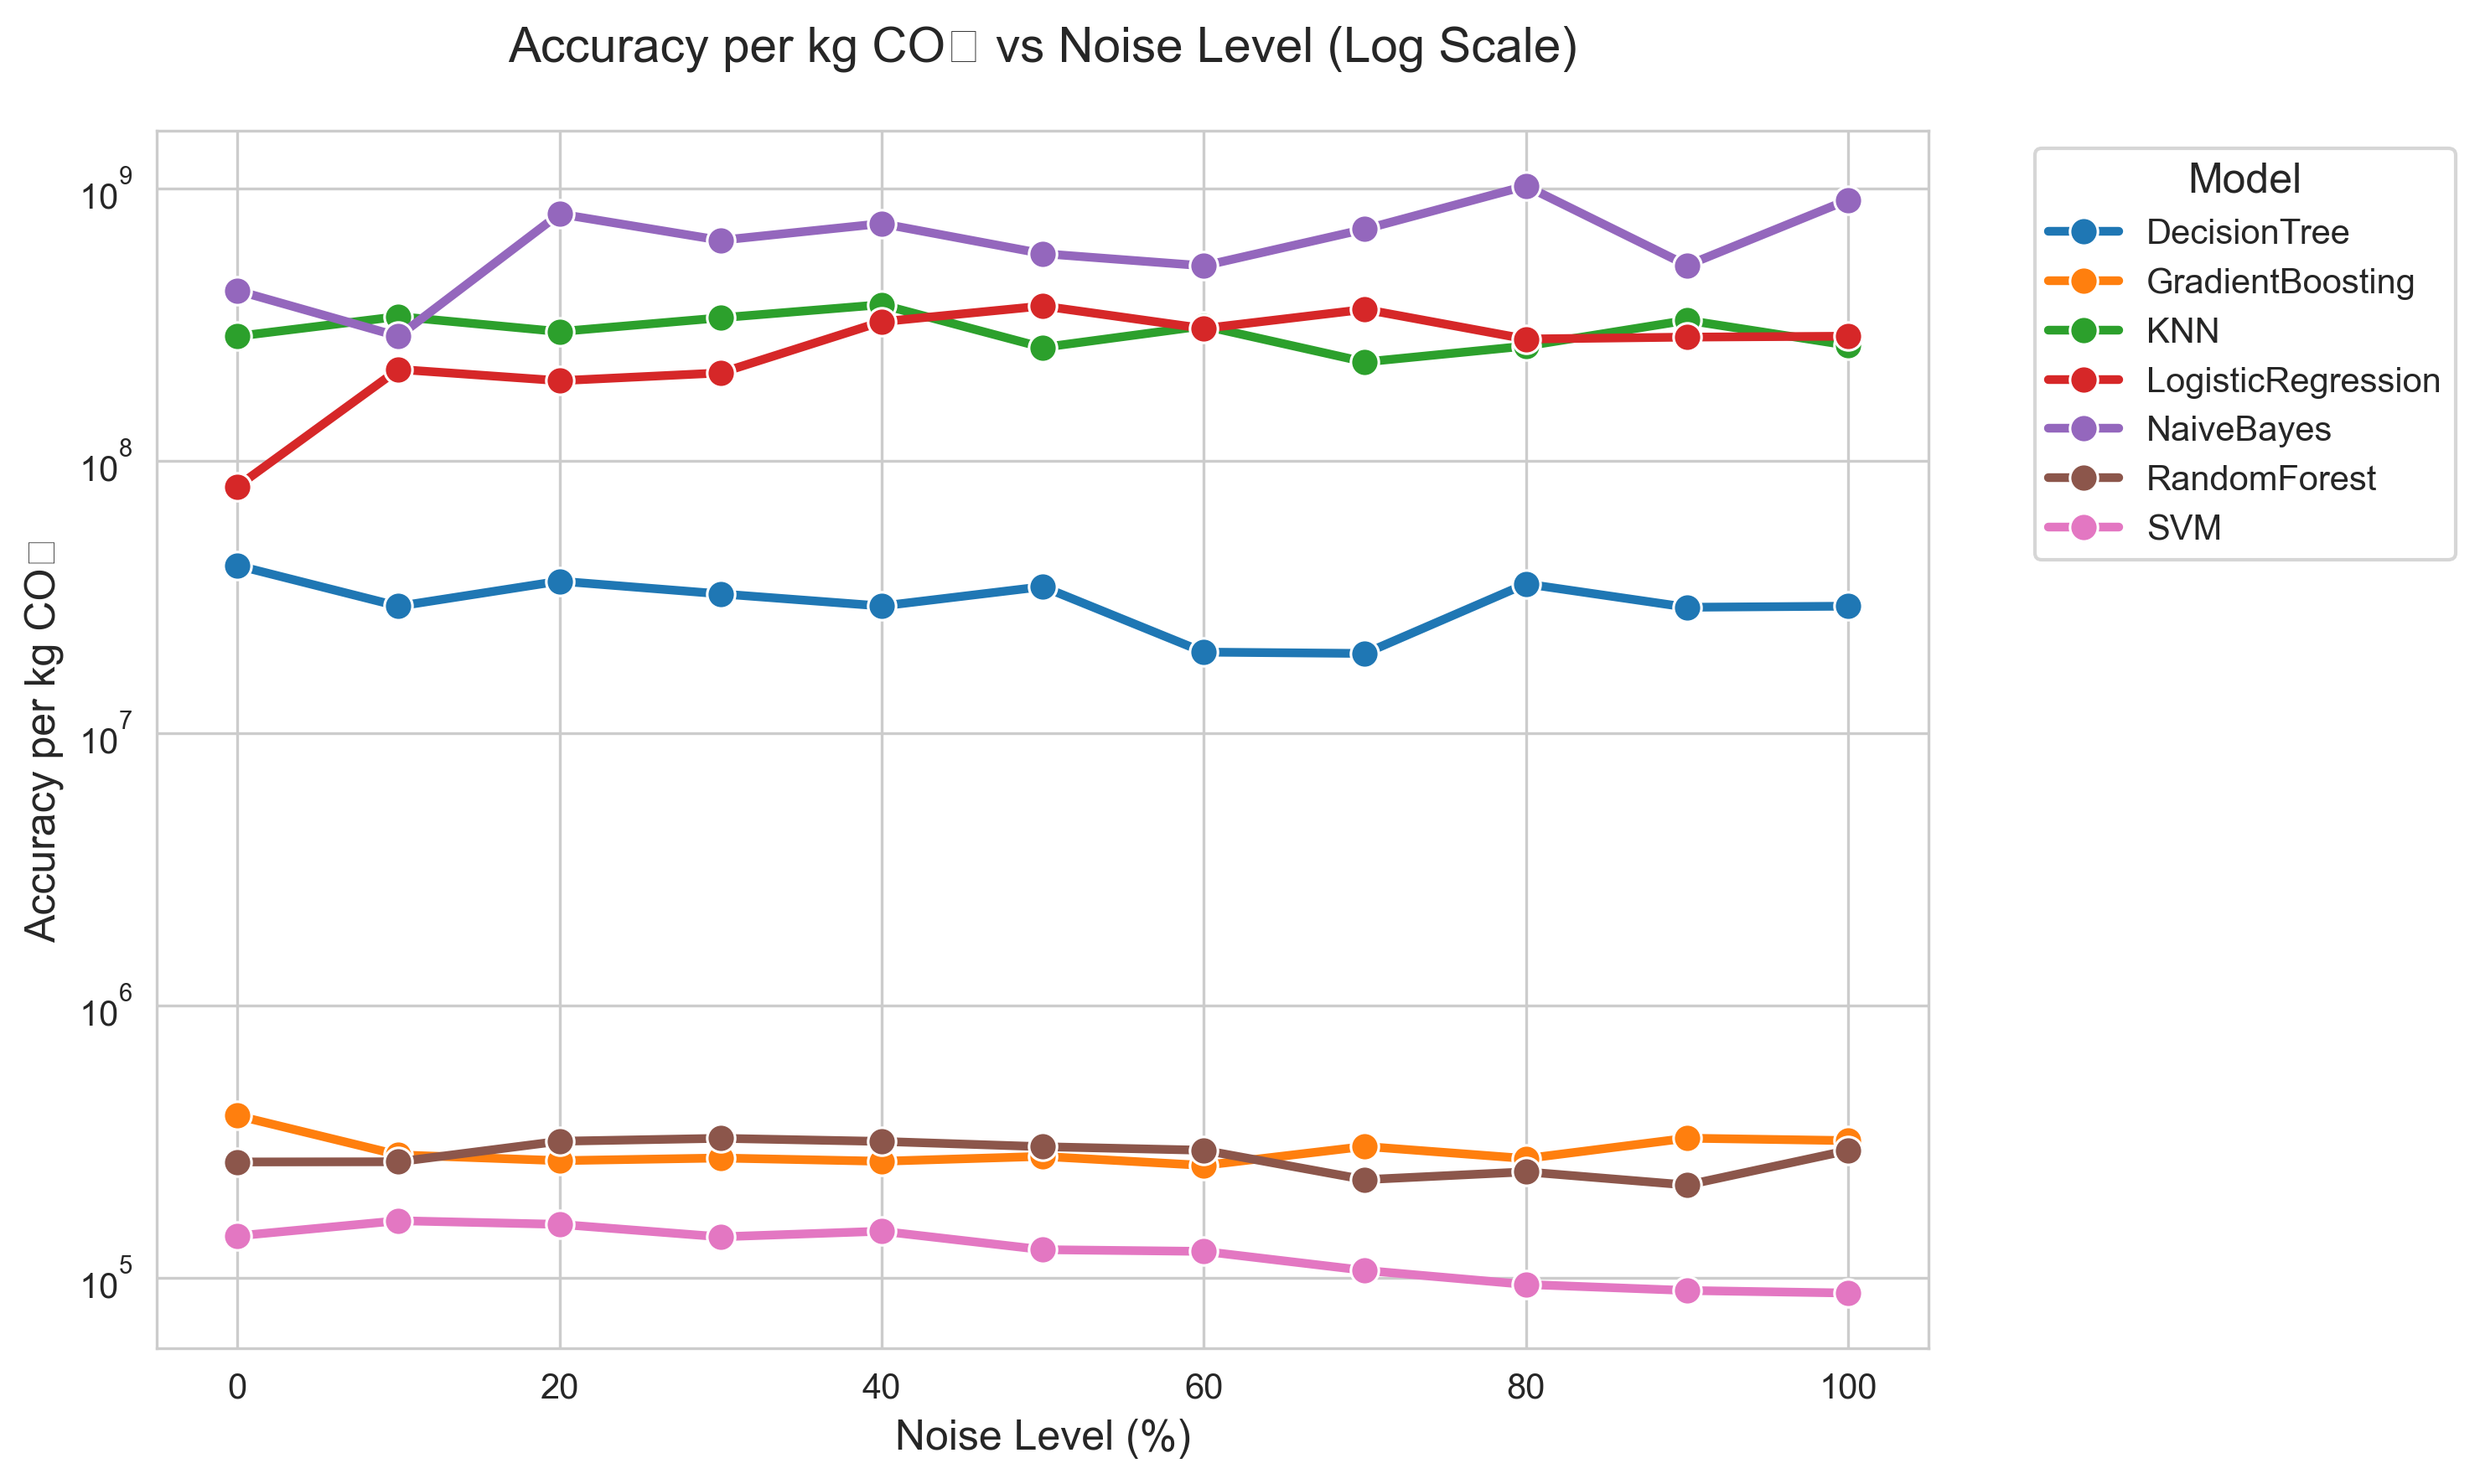 Accuracy per kg CO□ vs Noise Level (Log Scale)
Accuracy per kg CO□
10⁹
10⁸
10⁷
10⁶
10⁵
0 20 40 60 80 100
Noise Level (%)
Model
DecisionTree
GradientBoosting
KNN
LogisticRegression
NaiveBayes
RandomForest
SVM